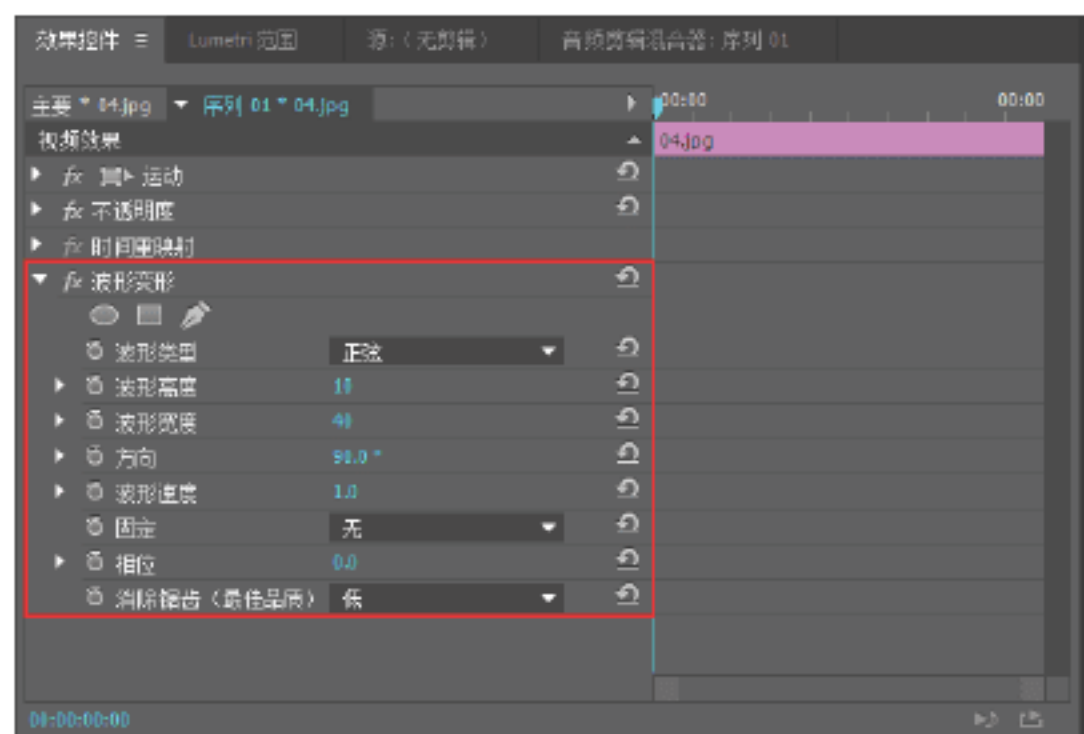 效果控件 ≡ Lumetri 范围 源:（无剪辑） 音频剪辑混合器: 序列 01
主要 * 04.jpg 序列 01 * 04.jpg 00:00 00:00
视频效果 04.jpg
fx 运动
fx 不透明度
fx 时间重映射
fx 波形变形
波形类型 正弦
波形高度 10
波形宽度 40
方向 90.0 °
波形速度 1.0
固定 无
相位 0.0
消除锯齿（最佳品质） 低
00:00:00:00